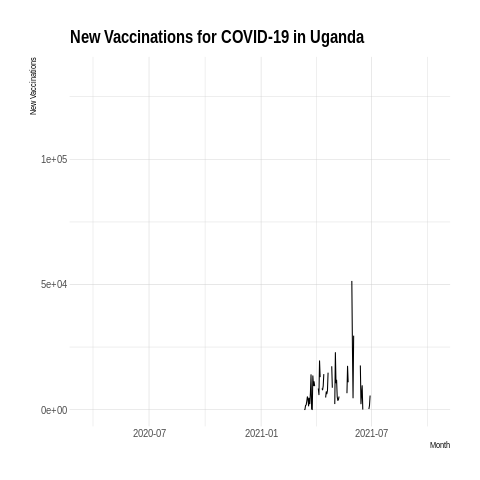 New Vaccinations for COVID-19 in Uganda
New Vaccinations
1e+05
5e+04
0e+00
2020-07 2021-01 2021-07
Month